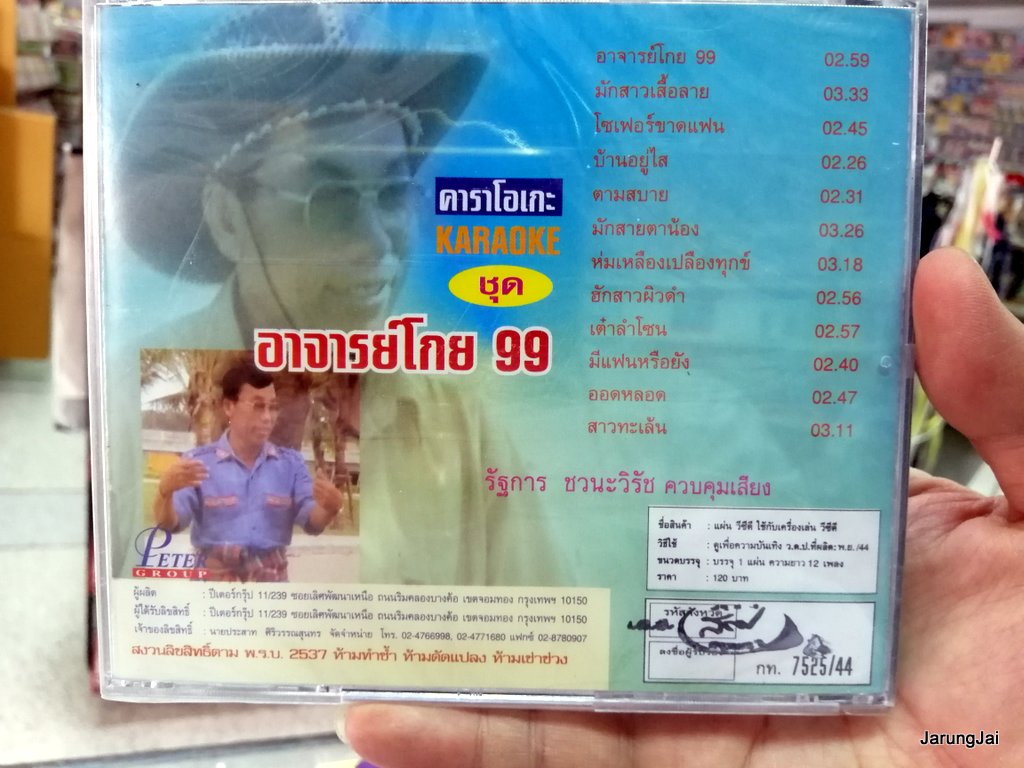 อาจารย์โกย 99 02.59
มักสาวเสื้อลาย 03.33
โชเฟอร์ขาดแฟน 02.45
บ้านอยู่ไส 02.26
ตามสบาย 02.31
มักสายตาน้อง 03.26
ห่มเหลืองเปลืองทุกข์ 03.18
ฮักสาวผิวดำ 02.56
เต๋าลำโซน 02.57
มีแฟนหรือยัง 02.40
ออดหลอด 02.47
สาวทะเล้น 03.11
คาราโอเกะ
KARAOKE
ชุด
อาจารย์โกย 99
รัฐการ ชวนะวิรัช ควบคุมเสียง
PETER
GROUP
ชื่อสินค้า : แผ่น วีซีดี ใช้กับเครื่องเล่น วีซีดี
วิธีใช้ : ดูเพื่อความบันเทิง ว.ด.ป.ที่ผลิต: พ.ย./44
ขนาดบรรจุ : บรรจุ 1 แผ่น ความยาว 12 เพลง
ราคา : 120 บาท
ผู้ผลิต : ปีเตอร์กรุ๊ป 11/239 ซอยเลิศพัฒนาเหนือ ถนนริมคลองบางค้อ เขตจอมทอง กรุงเทพฯ 10150
ผู้ได้รับลิขสิทธิ์ : ปีเตอร์กรุ๊ป 11/239 ซอยเลิศพัฒนาเหนือ ถนนริมคลองบางค้อ เขตจอมทอง กรุงเทพฯ 10150
เจ้าของลิขสิทธิ์ : นายประสาท ศิริวรรณสุนทร จัดจำหน่าย โทร. 02-4766998, 02-4771680 แฟกซ์ 02-8780907
สงวนลิขสิทธิ์ตาม พ.ร.บ. 2537 ห้ามทำซ้ำ ห้ามดัดแปลง ห้ามเช่าช่วง
รหัสจังหวัด
กท. 7525/44
JarungJai